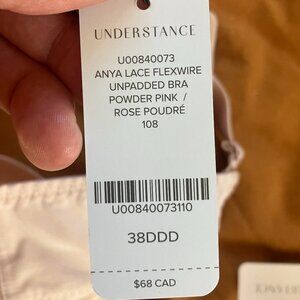 UNDERSTANCE
U00840073
ANYA LACE FLEXWIRE
UNPADDED BRA
POWDER PINK /
ROSE POUDRÉ
108
U00840073110
38DDD
$68 CAD